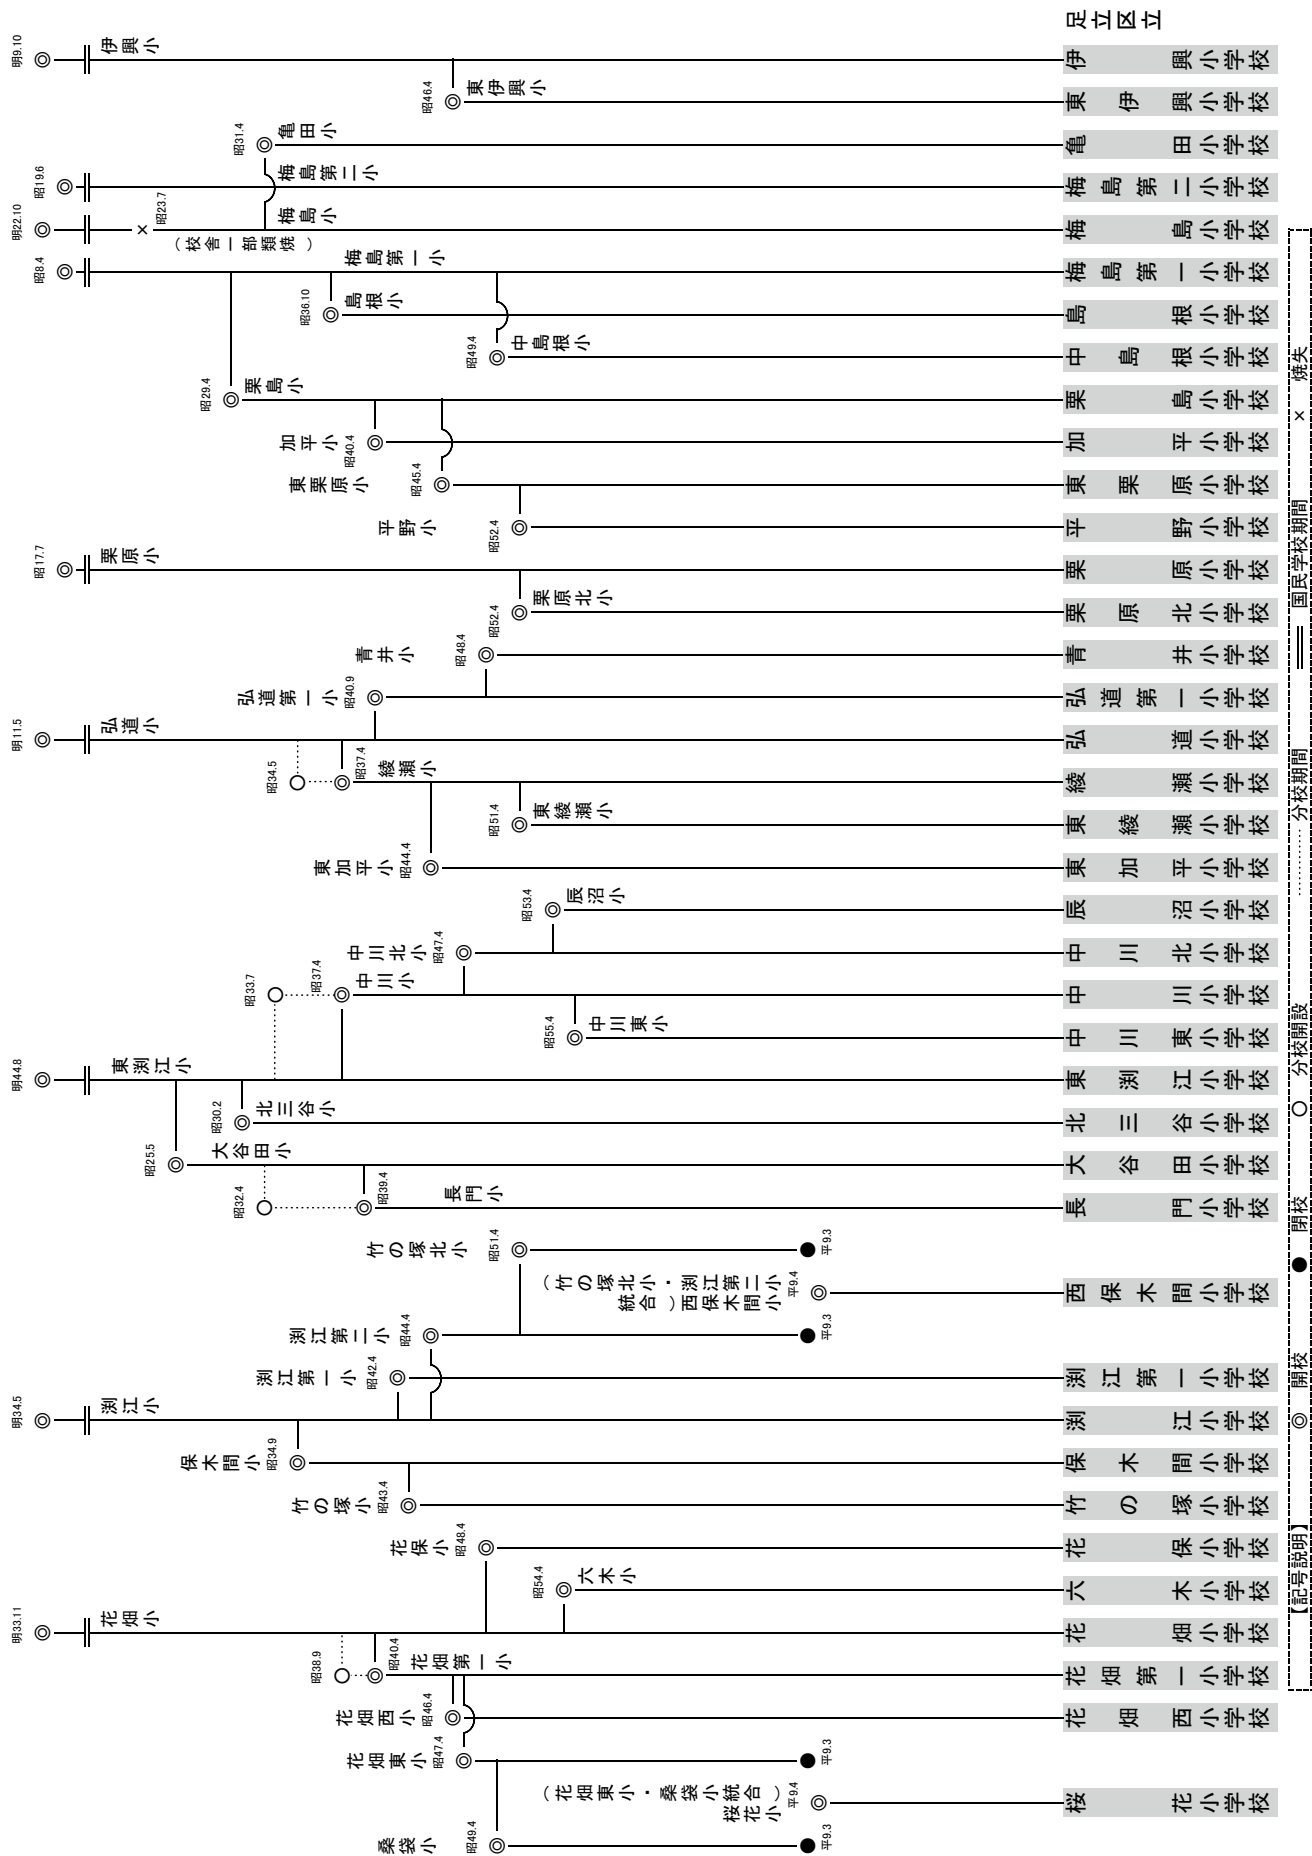 足立区立
明9.10
伊興小
伊興小学校
昭46.4
東伊興小
東伊興小学校
昭31.4
亀田小
亀田小学校
昭19.6
梅島第二小
梅島第二小学校
明22.10
×
昭23.7
(校舎一部類焼)
梅島小
梅島小学校
昭8.4
梅島第一小
梅島第一小学校
昭36.10
島根小
島根小学校
昭49.4
中島根小
中島根小学校
昭29.4
栗島小
栗島小学校
加平小
昭40.4
加平小学校
東栗原小
昭45.4
東栗原小学校
平野小
昭52.4
平野小学校
昭17.7
栗原小
栗原小学校
昭52.4
栗原北小
栗原北小学校
青井小
昭48.4
青井小学校
弘道第一小
昭40.9
弘道第一小学校
明11.5
弘道小
弘道小学校
昭34.5
昭37.4
綾瀬小
綾瀬小学校
昭51.4
東綾瀬小
東綾瀬小学校
東加平小
昭44.4
東加平小学校
昭53.4
辰沼小
辰沼小学校
中川北小
昭47.4
中川北小学校
昭33.7
昭37.4
中川小
中川小学校
昭55.4
中川東小
中川東小学校
明44.8
東渕江小
東渕江小学校
昭30.2
北三谷小
北三谷小学校
昭25.5
大谷田小
大谷田小学校
昭32.4
昭39.4
長門小
長門小学校
竹の塚北小
昭51.4
平9.3
(竹の塚北小・渕江第二小
統合)西保木間小
平9.4
西保木間小学校
渕江第二小
昭44.4
平9.3
渕江第一小
昭42.4
渕江第一小学校
明34.5
渕江小
渕江小学校
保木間小
昭34.9
保木間小学校
竹の塚小
昭43.4
竹の塚小学校
花保小
昭48.4
花保小学校
昭54.4
六木小
六木小学校
明33.11
花畑小
花畑小学校
昭38.9
昭40.4
花畑第一小
花畑第一小学校
花畑西小
昭46.4
花畑西小学校
花畑東小
昭47.4
平9.3
(花畑東小・桑袋小統合)
桜花小
平9.4
桜花小学校
桑袋小
昭49.4
平9.3
【記号説明】 ◎ 開校 ● 閉校 ○ 分校開設 ……… 分校期間 ═ 国民学校期間 × 焼失